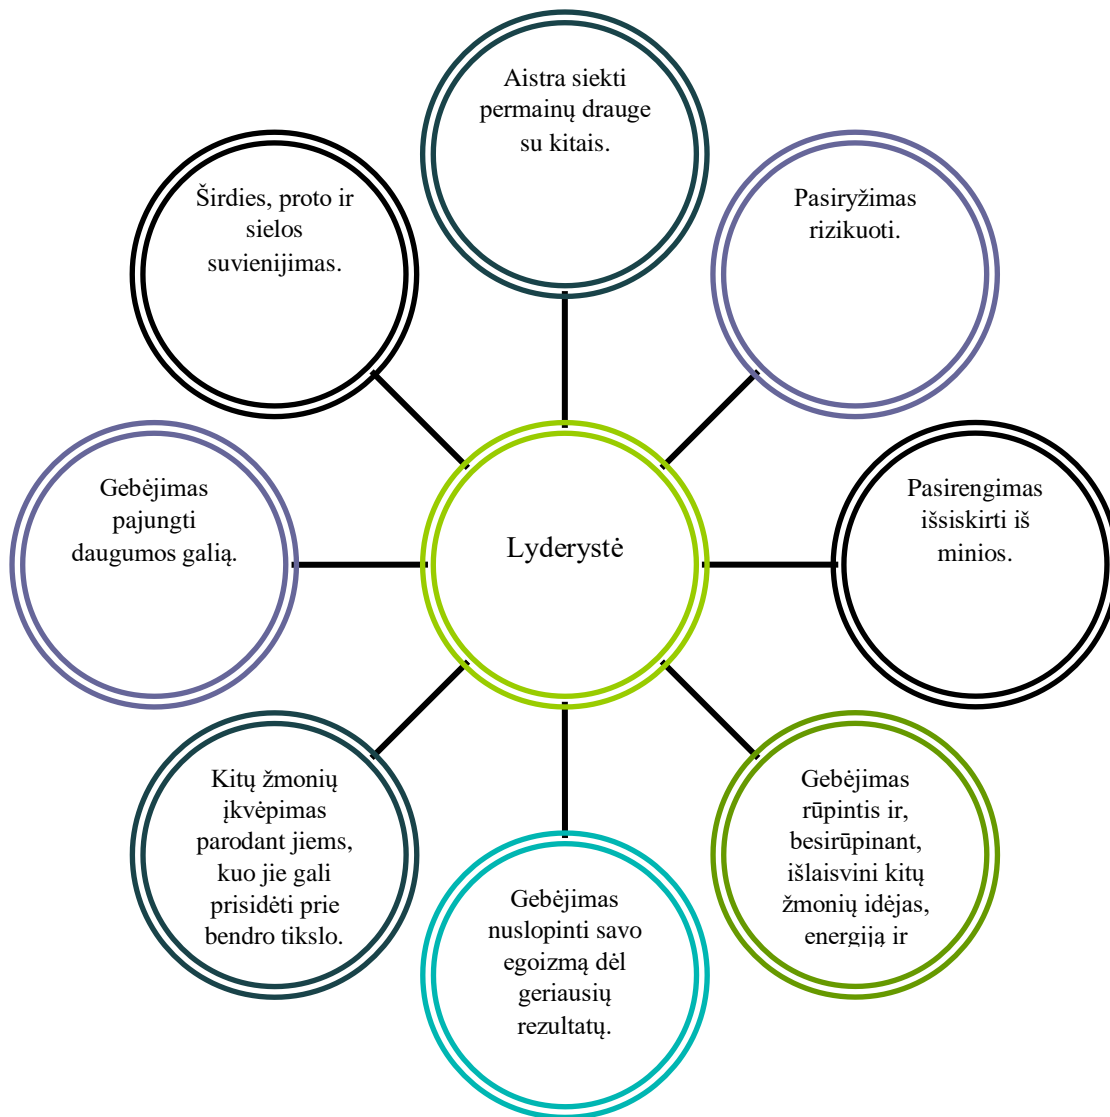 Aistra siekti
permainų drauge
su kitais.
Pasiryžimas
rizikuoti.
Pasirengimas
išsiskirti iš
minios.
Gebėjimas
rūpintis ir,
besirūpinant,
išlaisvini kitų
žmonių idėjas,
energiją ir
Gebėjimas
nuslopinti savo
egoizmą dėl
geriausių
rezultatų.
Kitų žmonių
įkvėpimas
parodant jiems,
kuo jie gali
prisidėti prie
bendro tikslo.
Gebėjimas
pajungti
daugumos galią.
Širdies, proto ir
sielos
suvienijimas.
Lyderystė